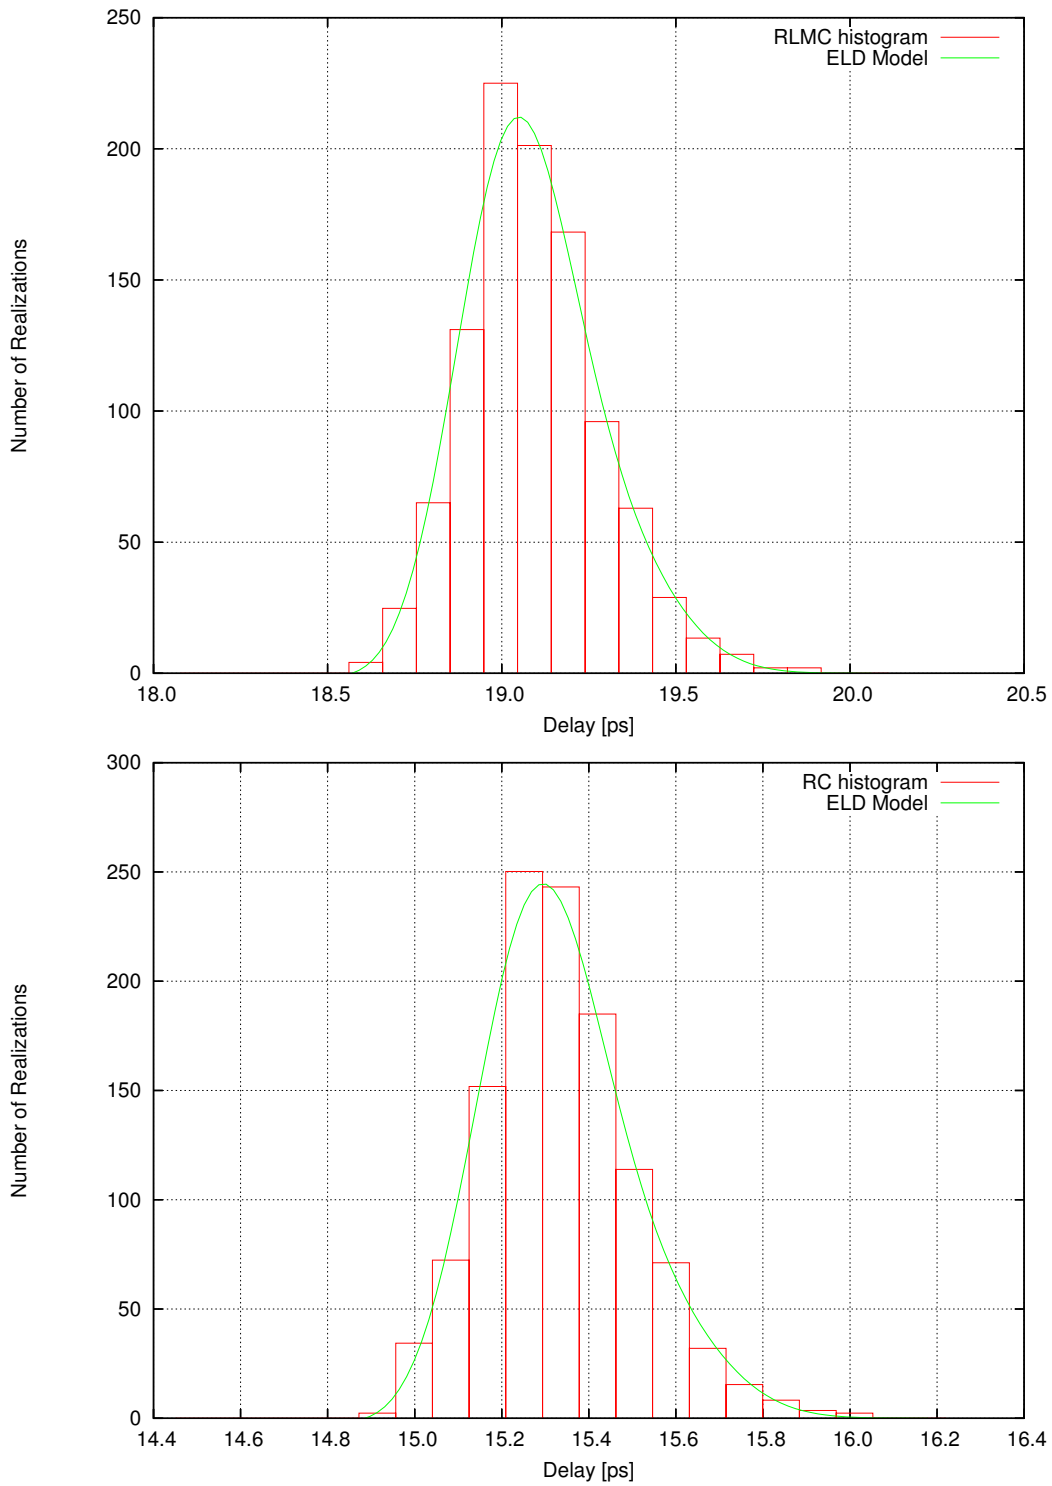 250
200
150
100
50
0
Number of Realizations
RLMC histogram
ELD Model
18.0 18.5 19.0 19.5 20.0 20.5
Delay [ps]
300
250
200
150
100
50
0
Number of Realizations
RC histogram
ELD Model
14.4 14.6 14.8 15.0 15.2 15.4 15.6 15.8 16.0 16.2 16.4
Delay [ps]